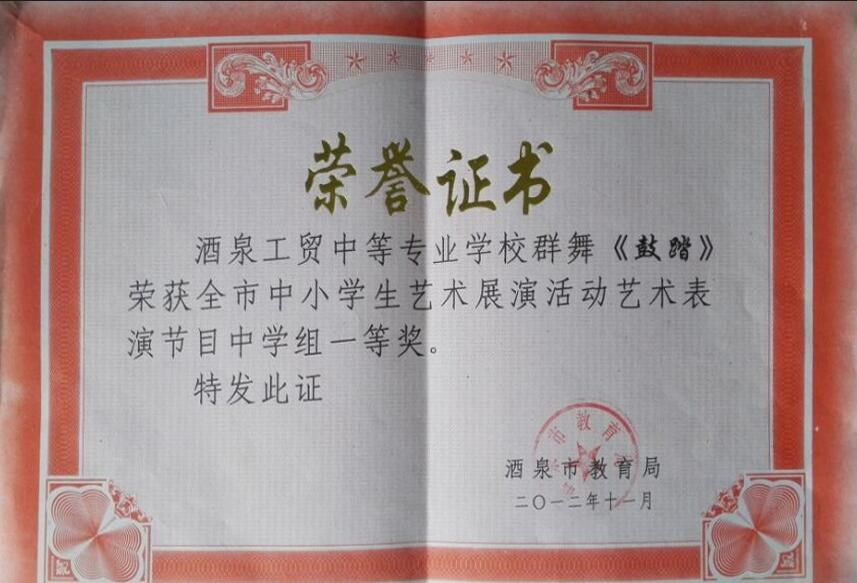 荣誉证书
酒泉工贸中等专业学校群舞《鼓踏》
荣获全市中小学生艺术展演活动艺术表
演节目中学组一等奖。
特发此证
市教育
酒泉市教育局
二〇一二年十一月